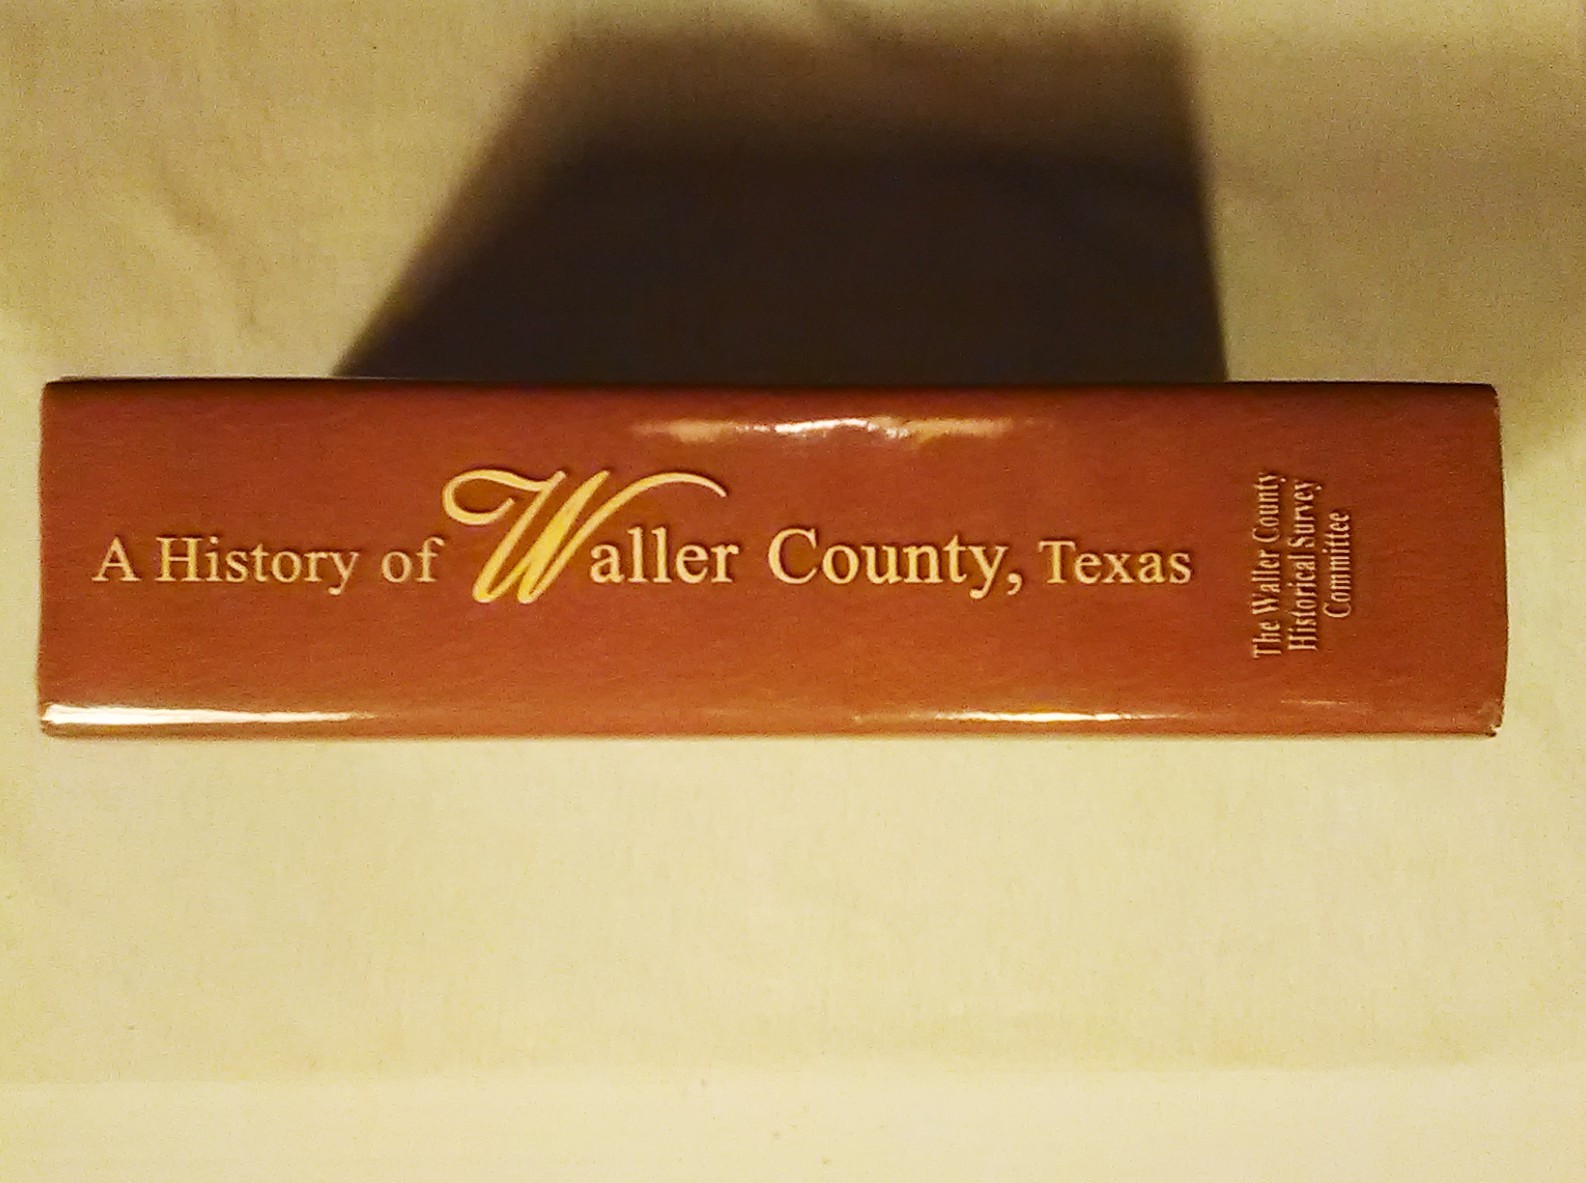 A History of Waller County, Texas
The Waller County
Historical Survey
Committee